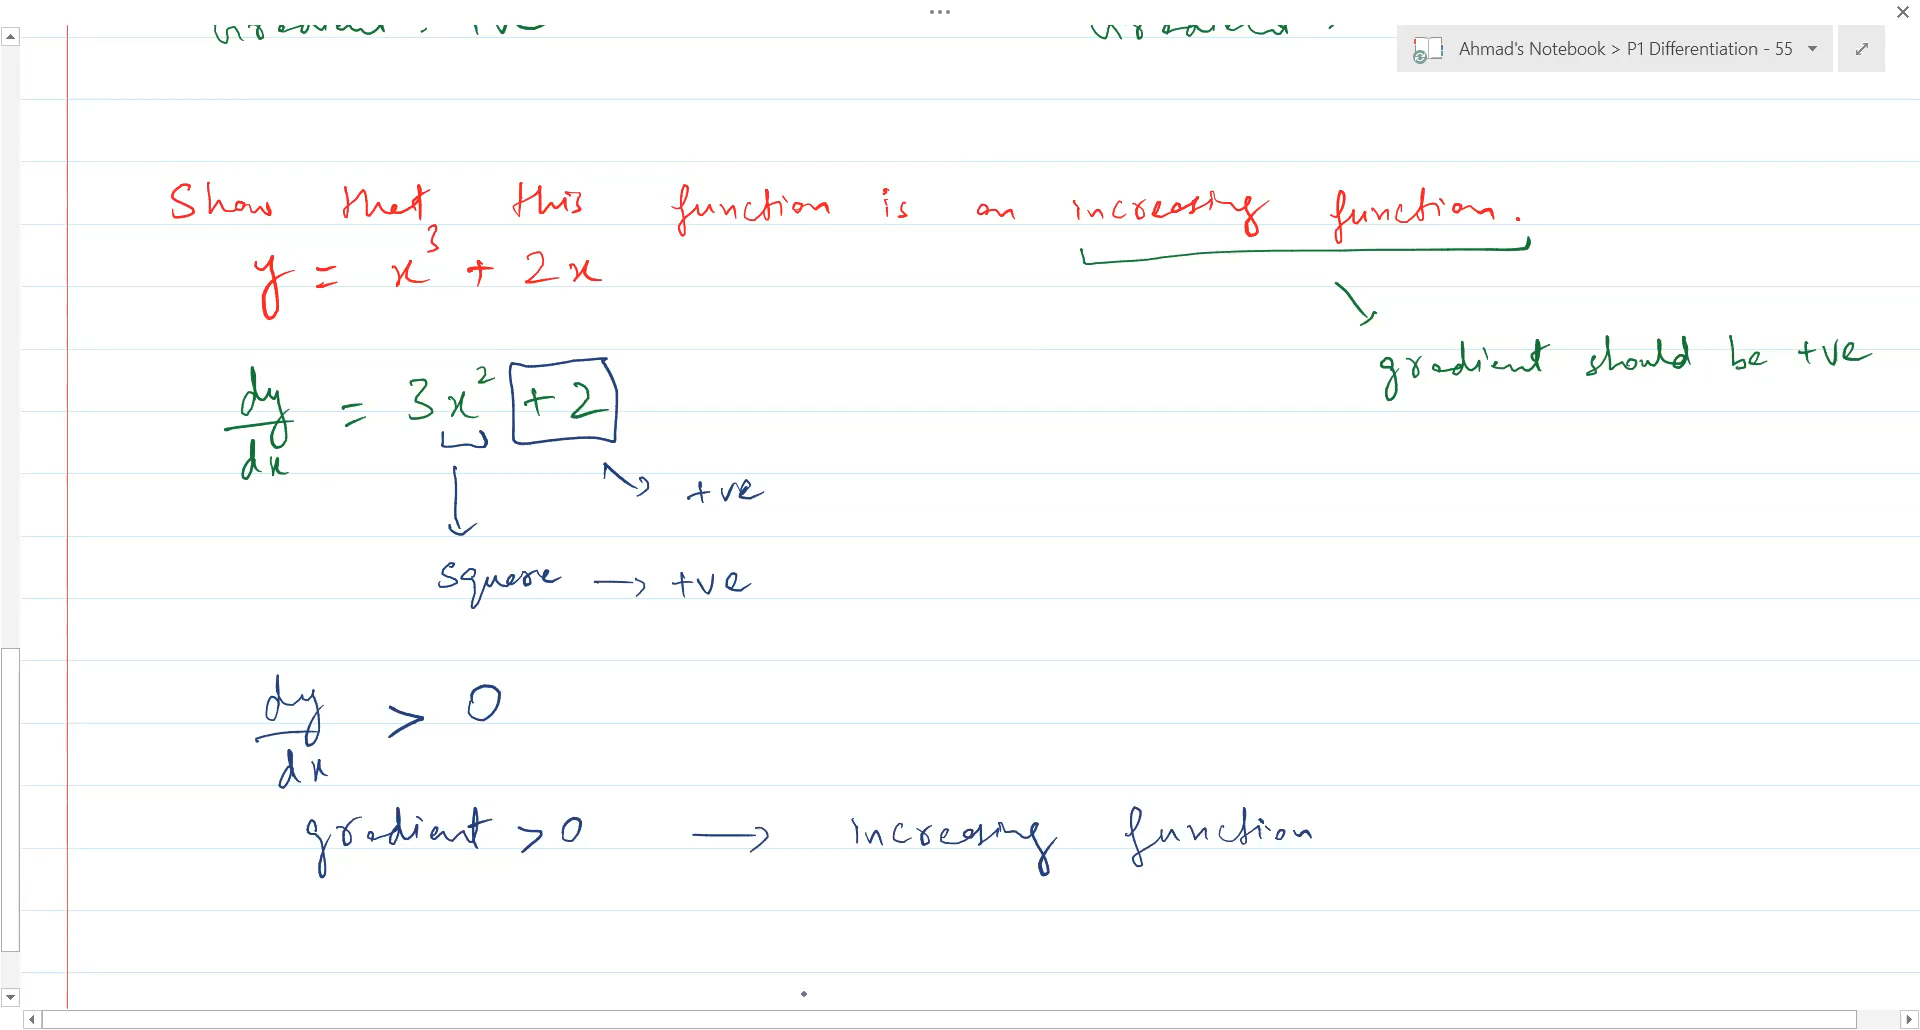 Ahmad's Notebook > P1 Differentiation - 55
Show that this function is an increasing function.
y = x³ + 2x
gradient should be +ve
dy/dx = 3x² + 2
+ve
square → +ve
dy/dx > 0
gradient > 0 → increasing function